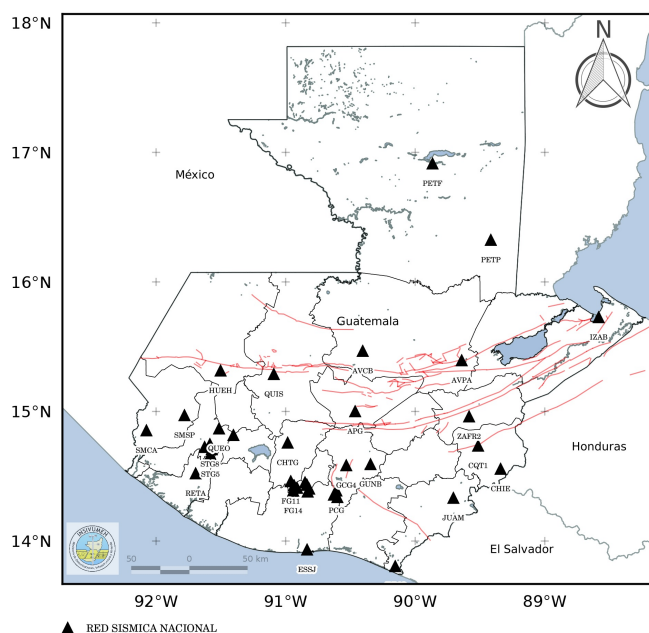 18°N
N
17°N
México
PETF
PETP
16°N
Guatemala
IZAB
AVCB
AVPA
HUEH
QUIS
15°N
APG
ZAFR2
SMSP
SMCA
QUEO
Honduras
STG8
CHTG
CQT1
STG5
GCG4
GUNB
CHIE
RETA
FG11
FG14
PCG
JUAM
14°N
INSIVUMEH
El Salvador
50
0
50 km
ESSJ
92°W
91°W
90°W
89°W
RED SISMICA NACIONAL